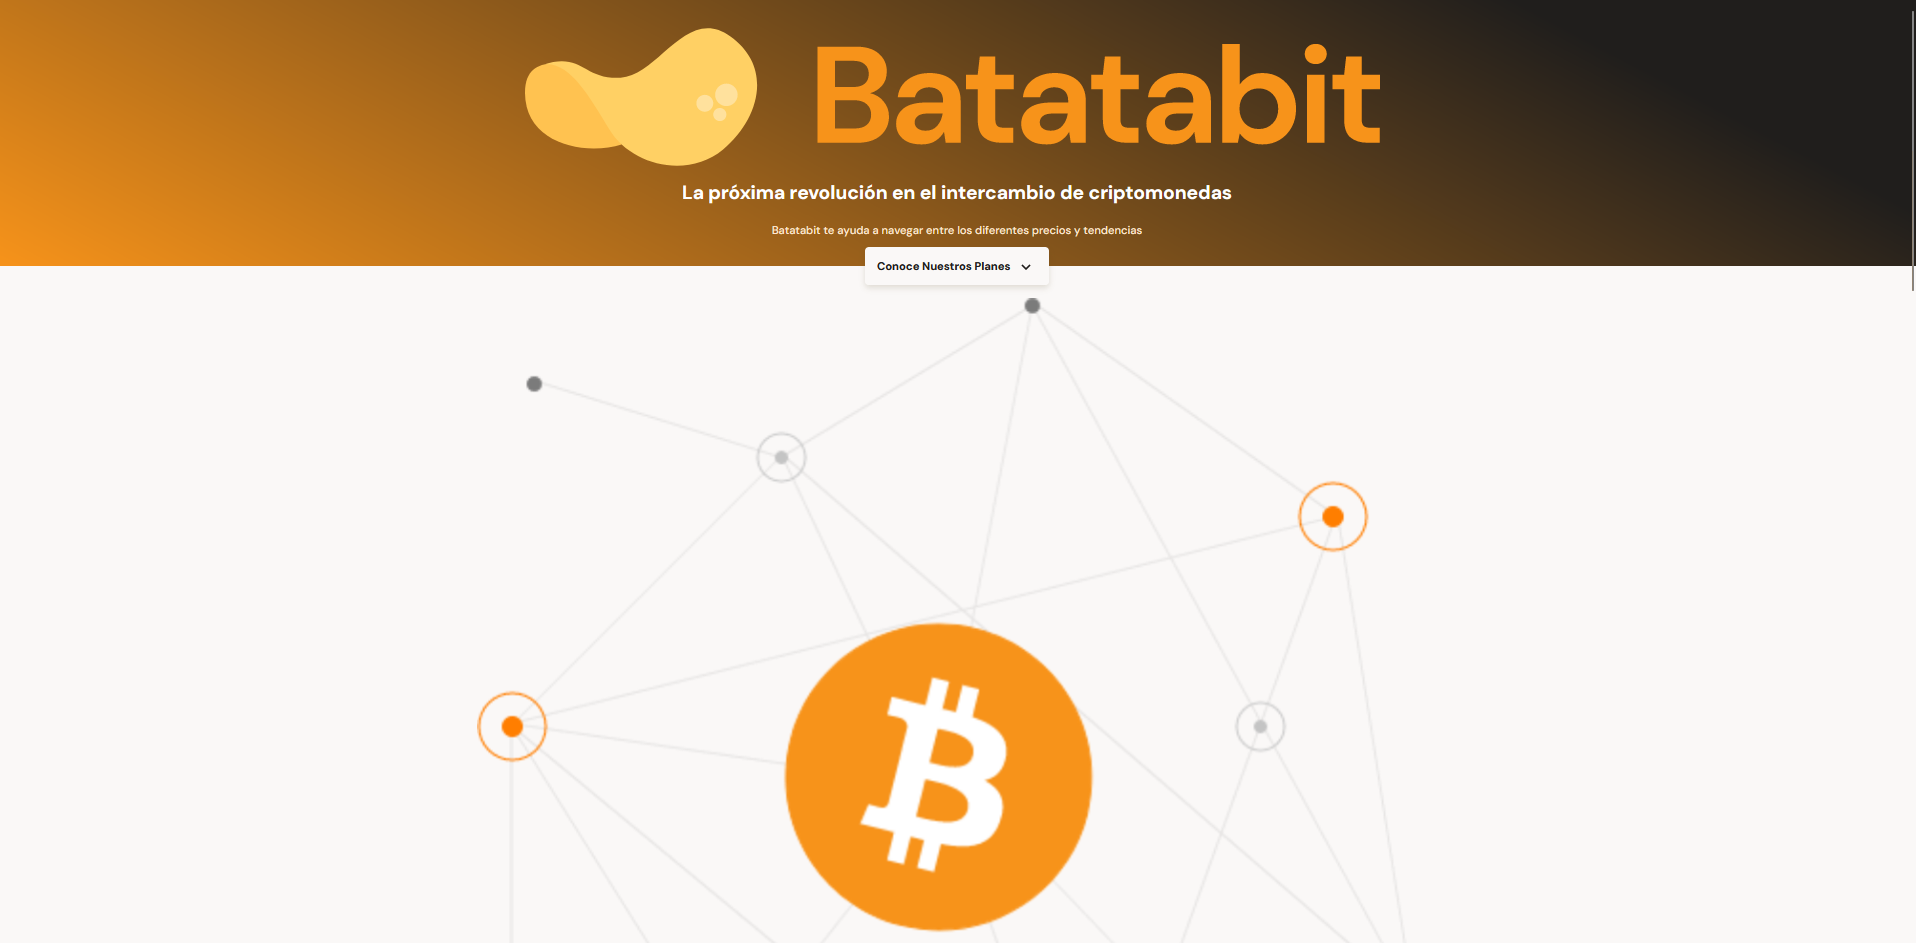 Batatabit
La próxima revolución en el intercambio de criptomonedas
Batatabit te ayuda a navegar entre los diferentes precios y tendencias
Conoce Nuestros Planes